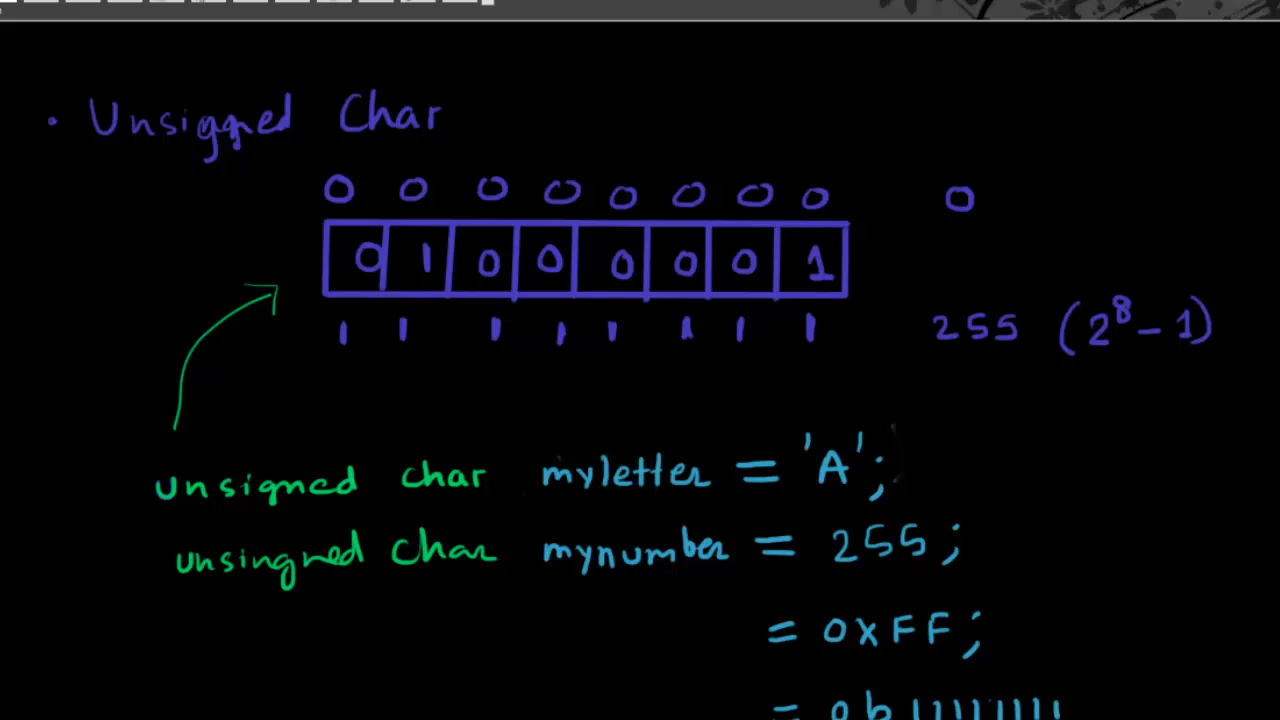 • Unsigned Char
0 0 0 0 0 0 0 0 0
0 1 0 0 0 0 0 1
1 1 1 1 1 1 1 1 255 (2⁸-1)
unsigned char myletter = 'A';
unsingned char mynumber = 255;
= 0xFF;
= 0b11111111